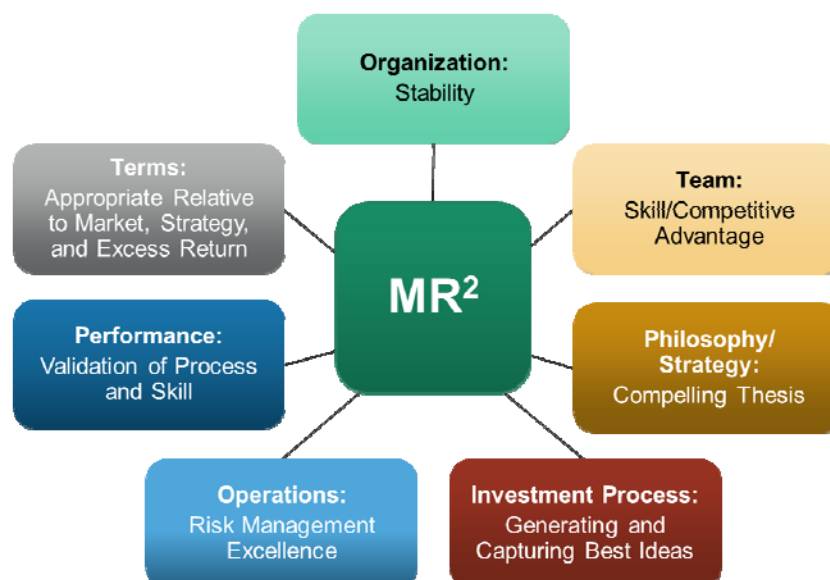 Organization:
Stability
Team:
Skill/Competitive
Advantage
Philosophy/
Strategy:
Compelling Thesis
Investment Process:
Generating and
Capturing Best Ideas
Operations:
Risk Management
Excellence
Performance:
Validation of Process
and Skill
Terms:
Appropriate Relative
to Market, Strategy,
and Excess Return
MR²